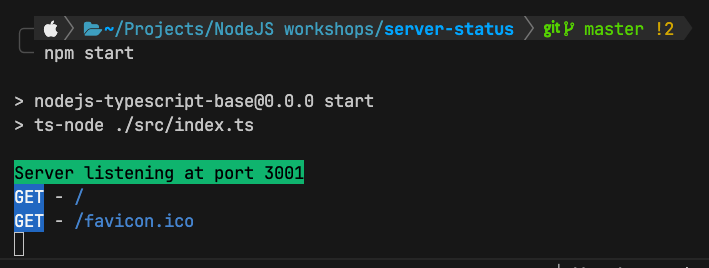 ~/Projects/NodeJS workshops/server-status git master !2
npm start
> nodejs-typescript-base@0.0.0 start
> ts-node ./src/index.ts
Server listening at port 3001
GET - /
GET - /favicon.ico